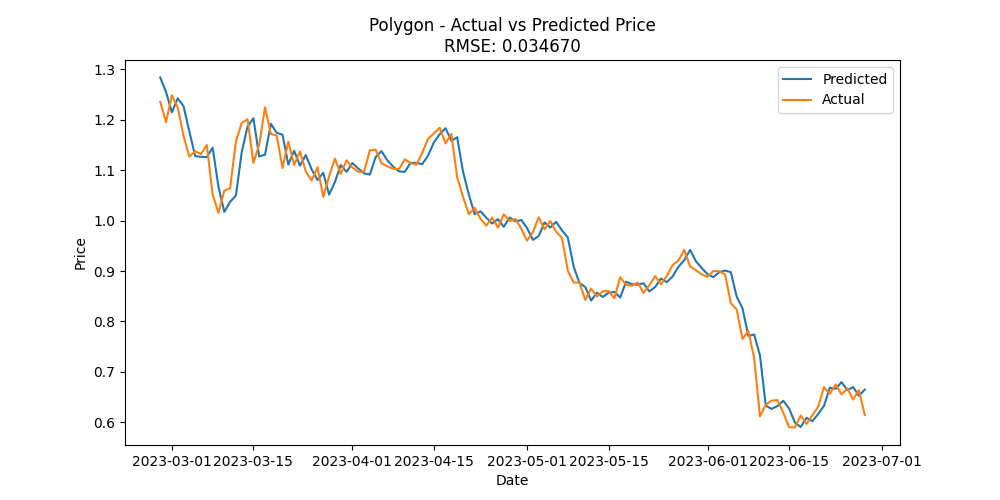 Polygon - Actual vs Predicted Price
RMSE: 0.034670
Predicted
Actual
1.3
1.2
1.1
1.0
0.9
0.8
0.7
0.6
Price
2023-03-01
2023-03-15
2023-04-01
2023-04-15
2023-05-01
2023-05-15
2023-06-01
2023-06-15
2023-07-01
Date